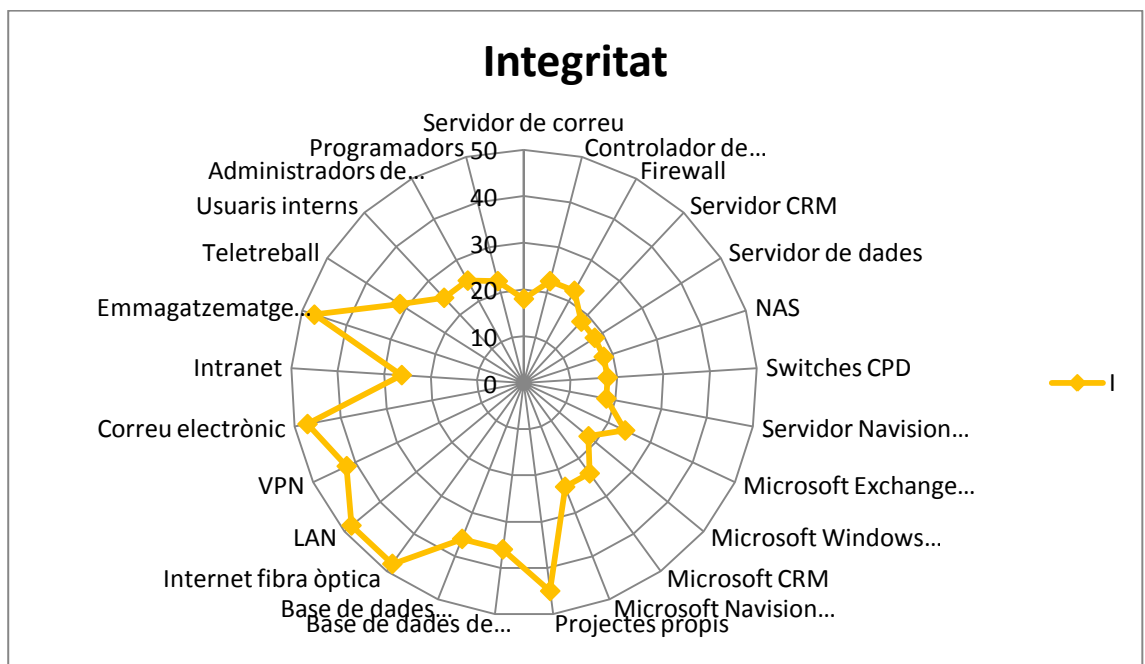 Integritat
Servidor de correu
Controlador de...
Firewall
Servidor CRM
Servidor de dades
NAS
Switches CPD
Servidor Navision...
Microsoft Exchange...
Microsoft Windows...
Microsoft CRM
Microsoft Navision...
Projectes propis
Base de dades de...
Base de dades...
Internet fibra òptica
LAN
VPN
Correu electrònic
Intranet
Emmagatzematge...
Teletreball
Usuaris interns
Administradors de...
Programadors
50
40
30
20
10
0
I